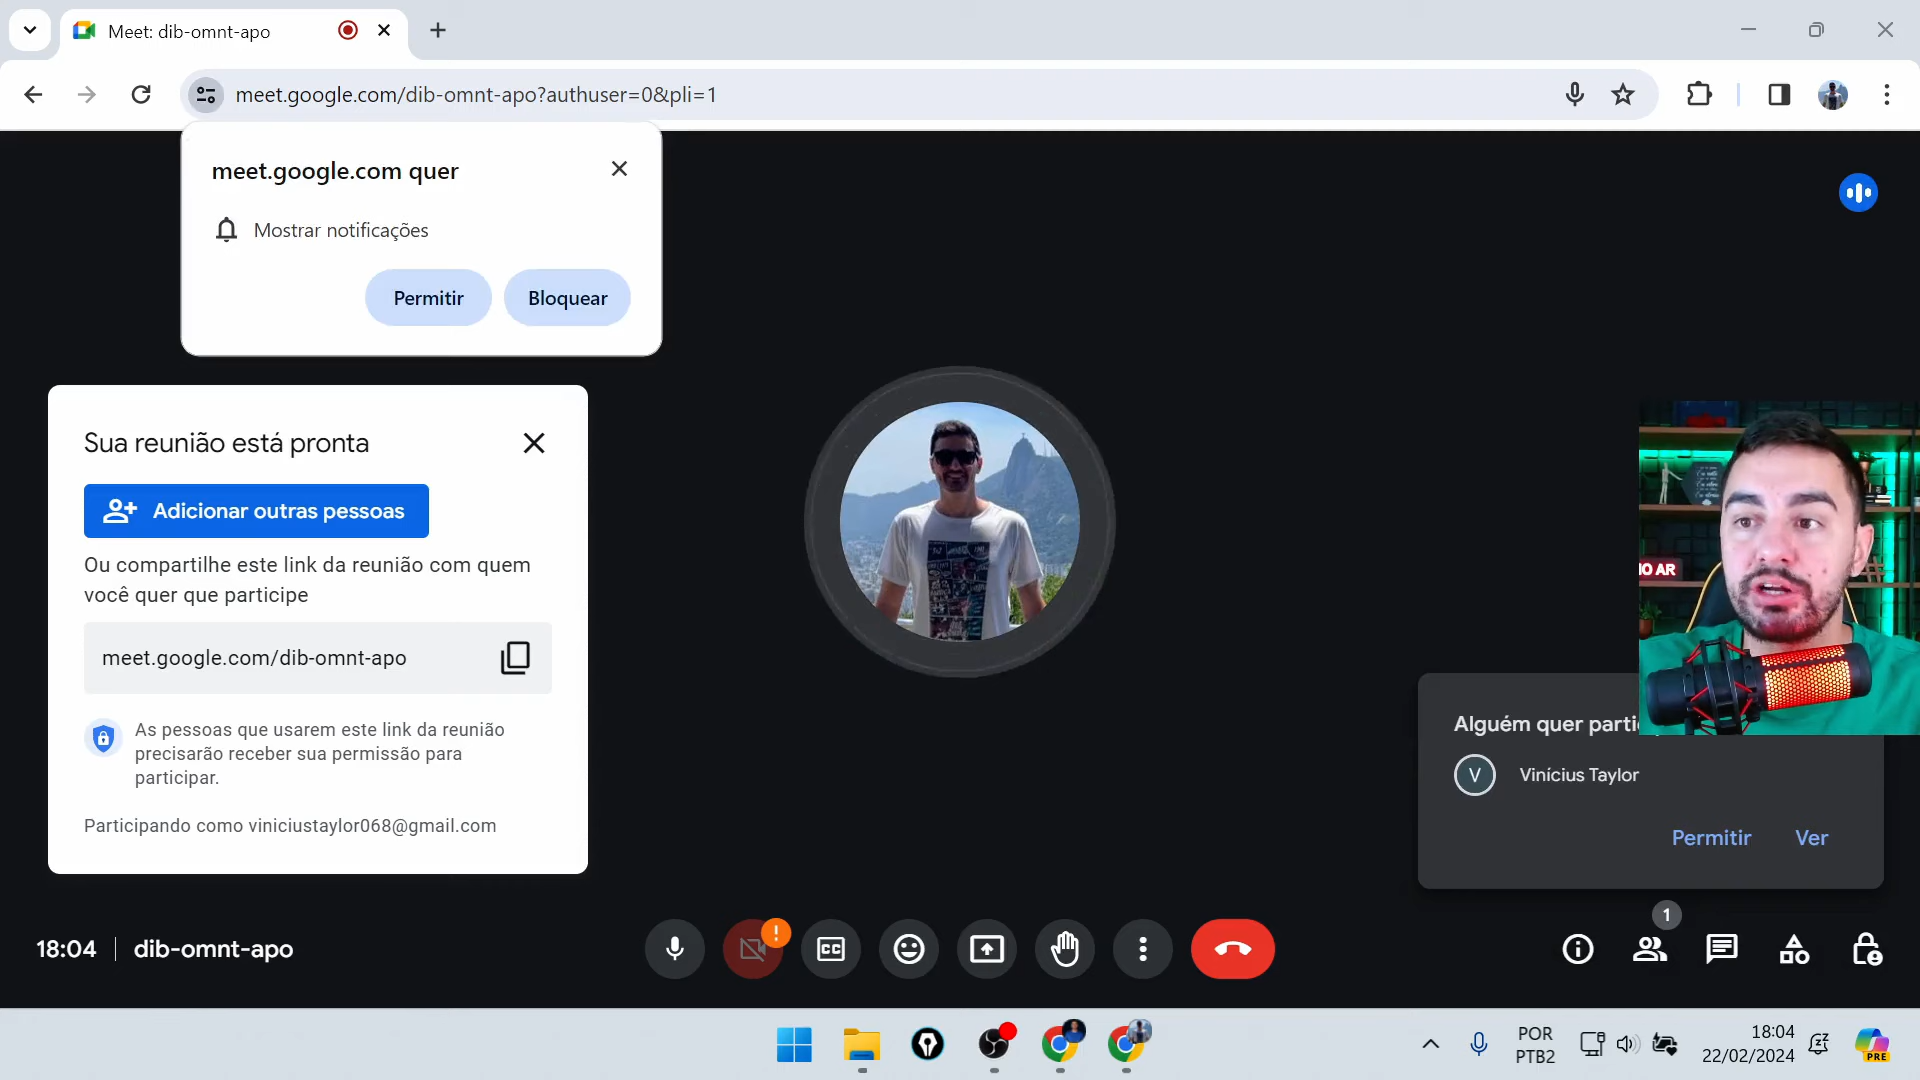 Meet: dib-omnt-apo
meet.google.com/dib-omnt-apo?authuser=0&pli=1
meet.google.com quer
Mostrar notificações
Permitir
Bloquear
Sua reunião está pronta
Adicionar outras pessoas
Ou compartilhe este link da reunião com quem
você quer que participe
meet.google.com/dib-omnt-apo
As pessoas que usarem este link da reunião
precisarão receber sua permissão para
participar.
Participando como viniciustaylor068@gmail.com
AR
Alguém quer
V
Vinícius Taylor
Permitir
Ver
18:04
dib-omnt-apo
!
CC
1
POR
PTB2
18:04
22/02/2024
PRE